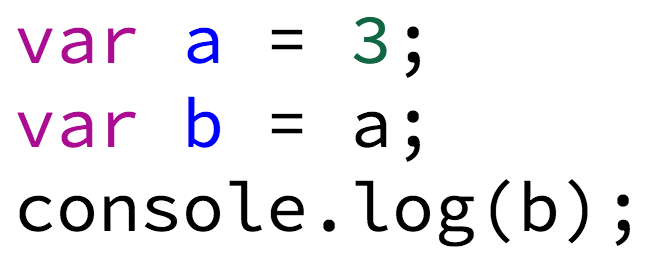 var a = 3;
var b = a;
console.log(b);